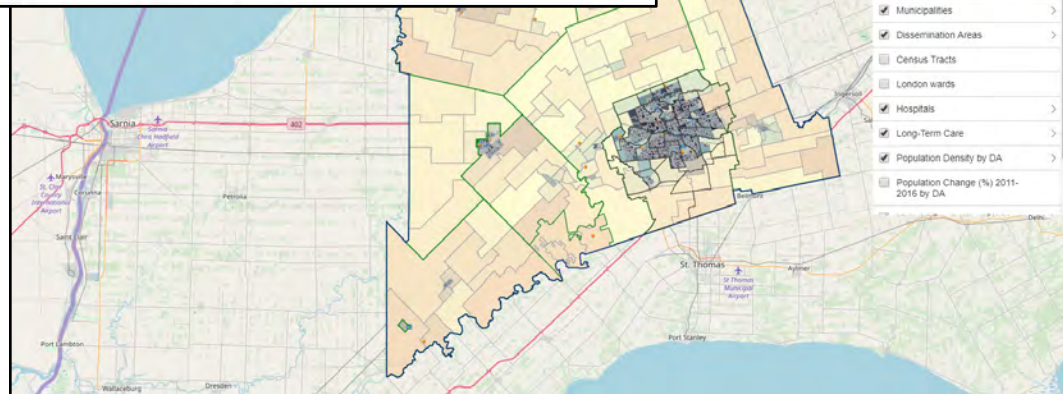 Municipalities
Dissemination Areas
Census Tracts
London wards
Hospitals
Long-Term Care
Population Density by DA
Population Change (%) 2011-
2016 by DA
Ingersoll
Sarnia
Sarnia
Chris Hadfield
Airport
402
Marysville
Corunna
St. Clair
County
International
Airport
Petrolia
Saint Clair
Belmont
Delhi
St. Thomas
Aylmer
St Thomas
Municipal
Airport
Port Stanley
Port Lambton
Wallaceburg
Dresden